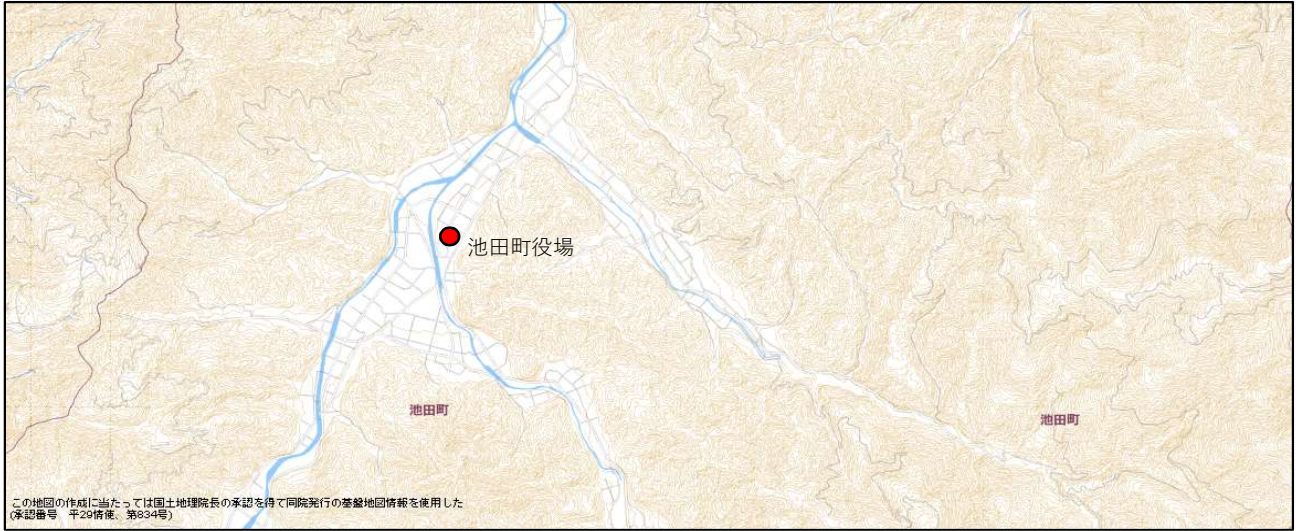 池田町役場
池田町
池田町
この地図の作成に当たっては国土地理院長の承認を得て同院発行の基盤地図情報を使用した
(承認番号　平29情使、第834号)